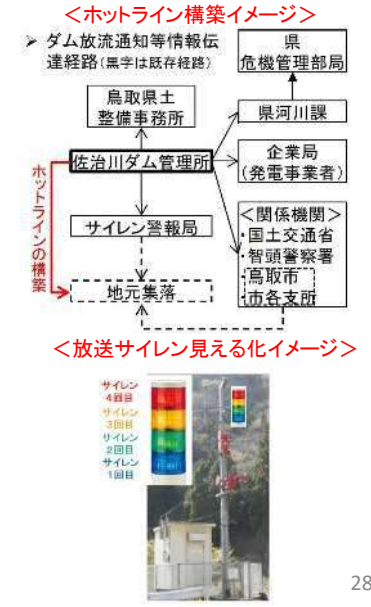 <ホットライン構築イメージ>
➢ ダム放流通知等情報伝
達経路(黒字は既存経路)
県
危機管理部局
鳥取県土
整備事務所
県河川課
佐治川ダム管理所
企業局
(発電事業者)
ホットラインの構築
サイレン警報局
<関係機関>
・国土交通省
・智頭警察署
・鳥取市
・市各支所
地元集落
<放送サイレン見える化イメージ>
サイレン
4回目
サイレン
3回目
サイレン
2回目
サイレン
1回目
28